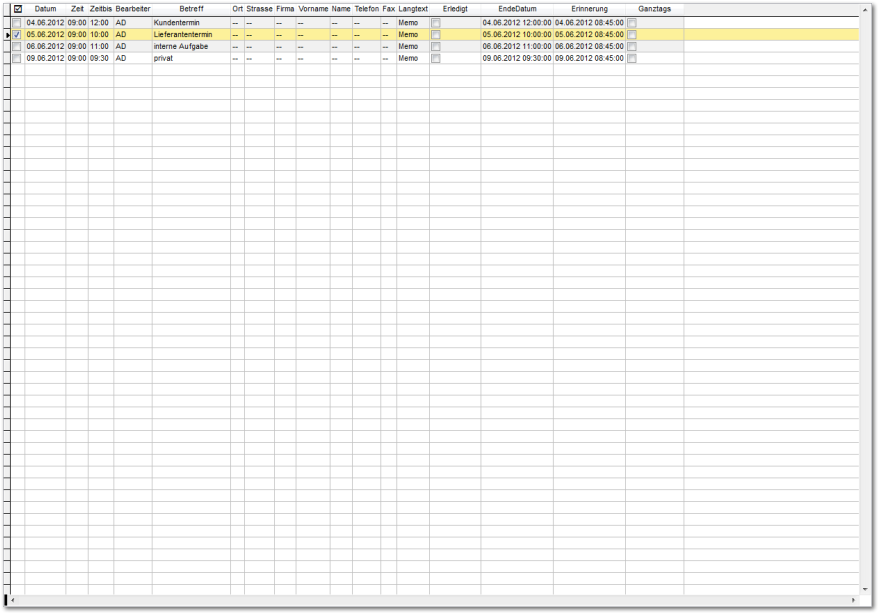 Datum Zeit Zeitbis Bearbeiter Betreff Ort Strasse Firma Vorname Name Telefon Fax Langtext Erledigt EndeDatum Erinnerung Ganztags
04.06.2012 09:00 12:00 AD Kundentermin -- -- -- -- -- -- -- Memo 04.06.2012 12:00:00 04.06.2012 08:45:00
05.06.2012 09:00 10:00 AD Lieferantentermin -- -- -- -- -- -- -- Memo 05.06.2012 10:00:00 05.06.2012 08:45:00
06.06.2012 09:00 11:00 AD interne Aufgabe -- -- -- -- -- -- -- Memo 06.06.2012 11:00:00 06.06.2012 08:45:00
09.06.2012 09:00 09:30 AD privat -- -- -- -- -- -- -- Memo 09.06.2012 09:30:00 09.06.2012 08:45:00